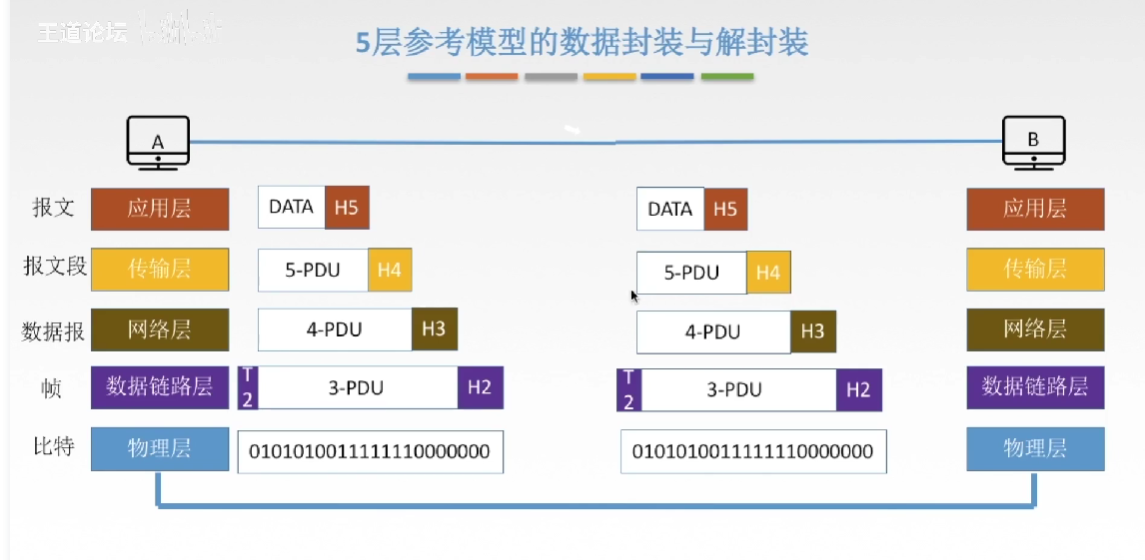 王道论坛
5层参考模型的数据封装与解封装
A
B
报文
应用层
DATA
H5
DATA
H5
应用层
报文段
传输层
5-PDU
H4
5-PDU
H4
传输层
数据报
网络层
4-PDU
H3
4-PDU
H3
网络层
帧
数据链路层
T2
3-PDU
H2
T2
3-PDU
H2
数据链路层
比特
物理层
0101010011111110000000
0101010011111110000000
物理层